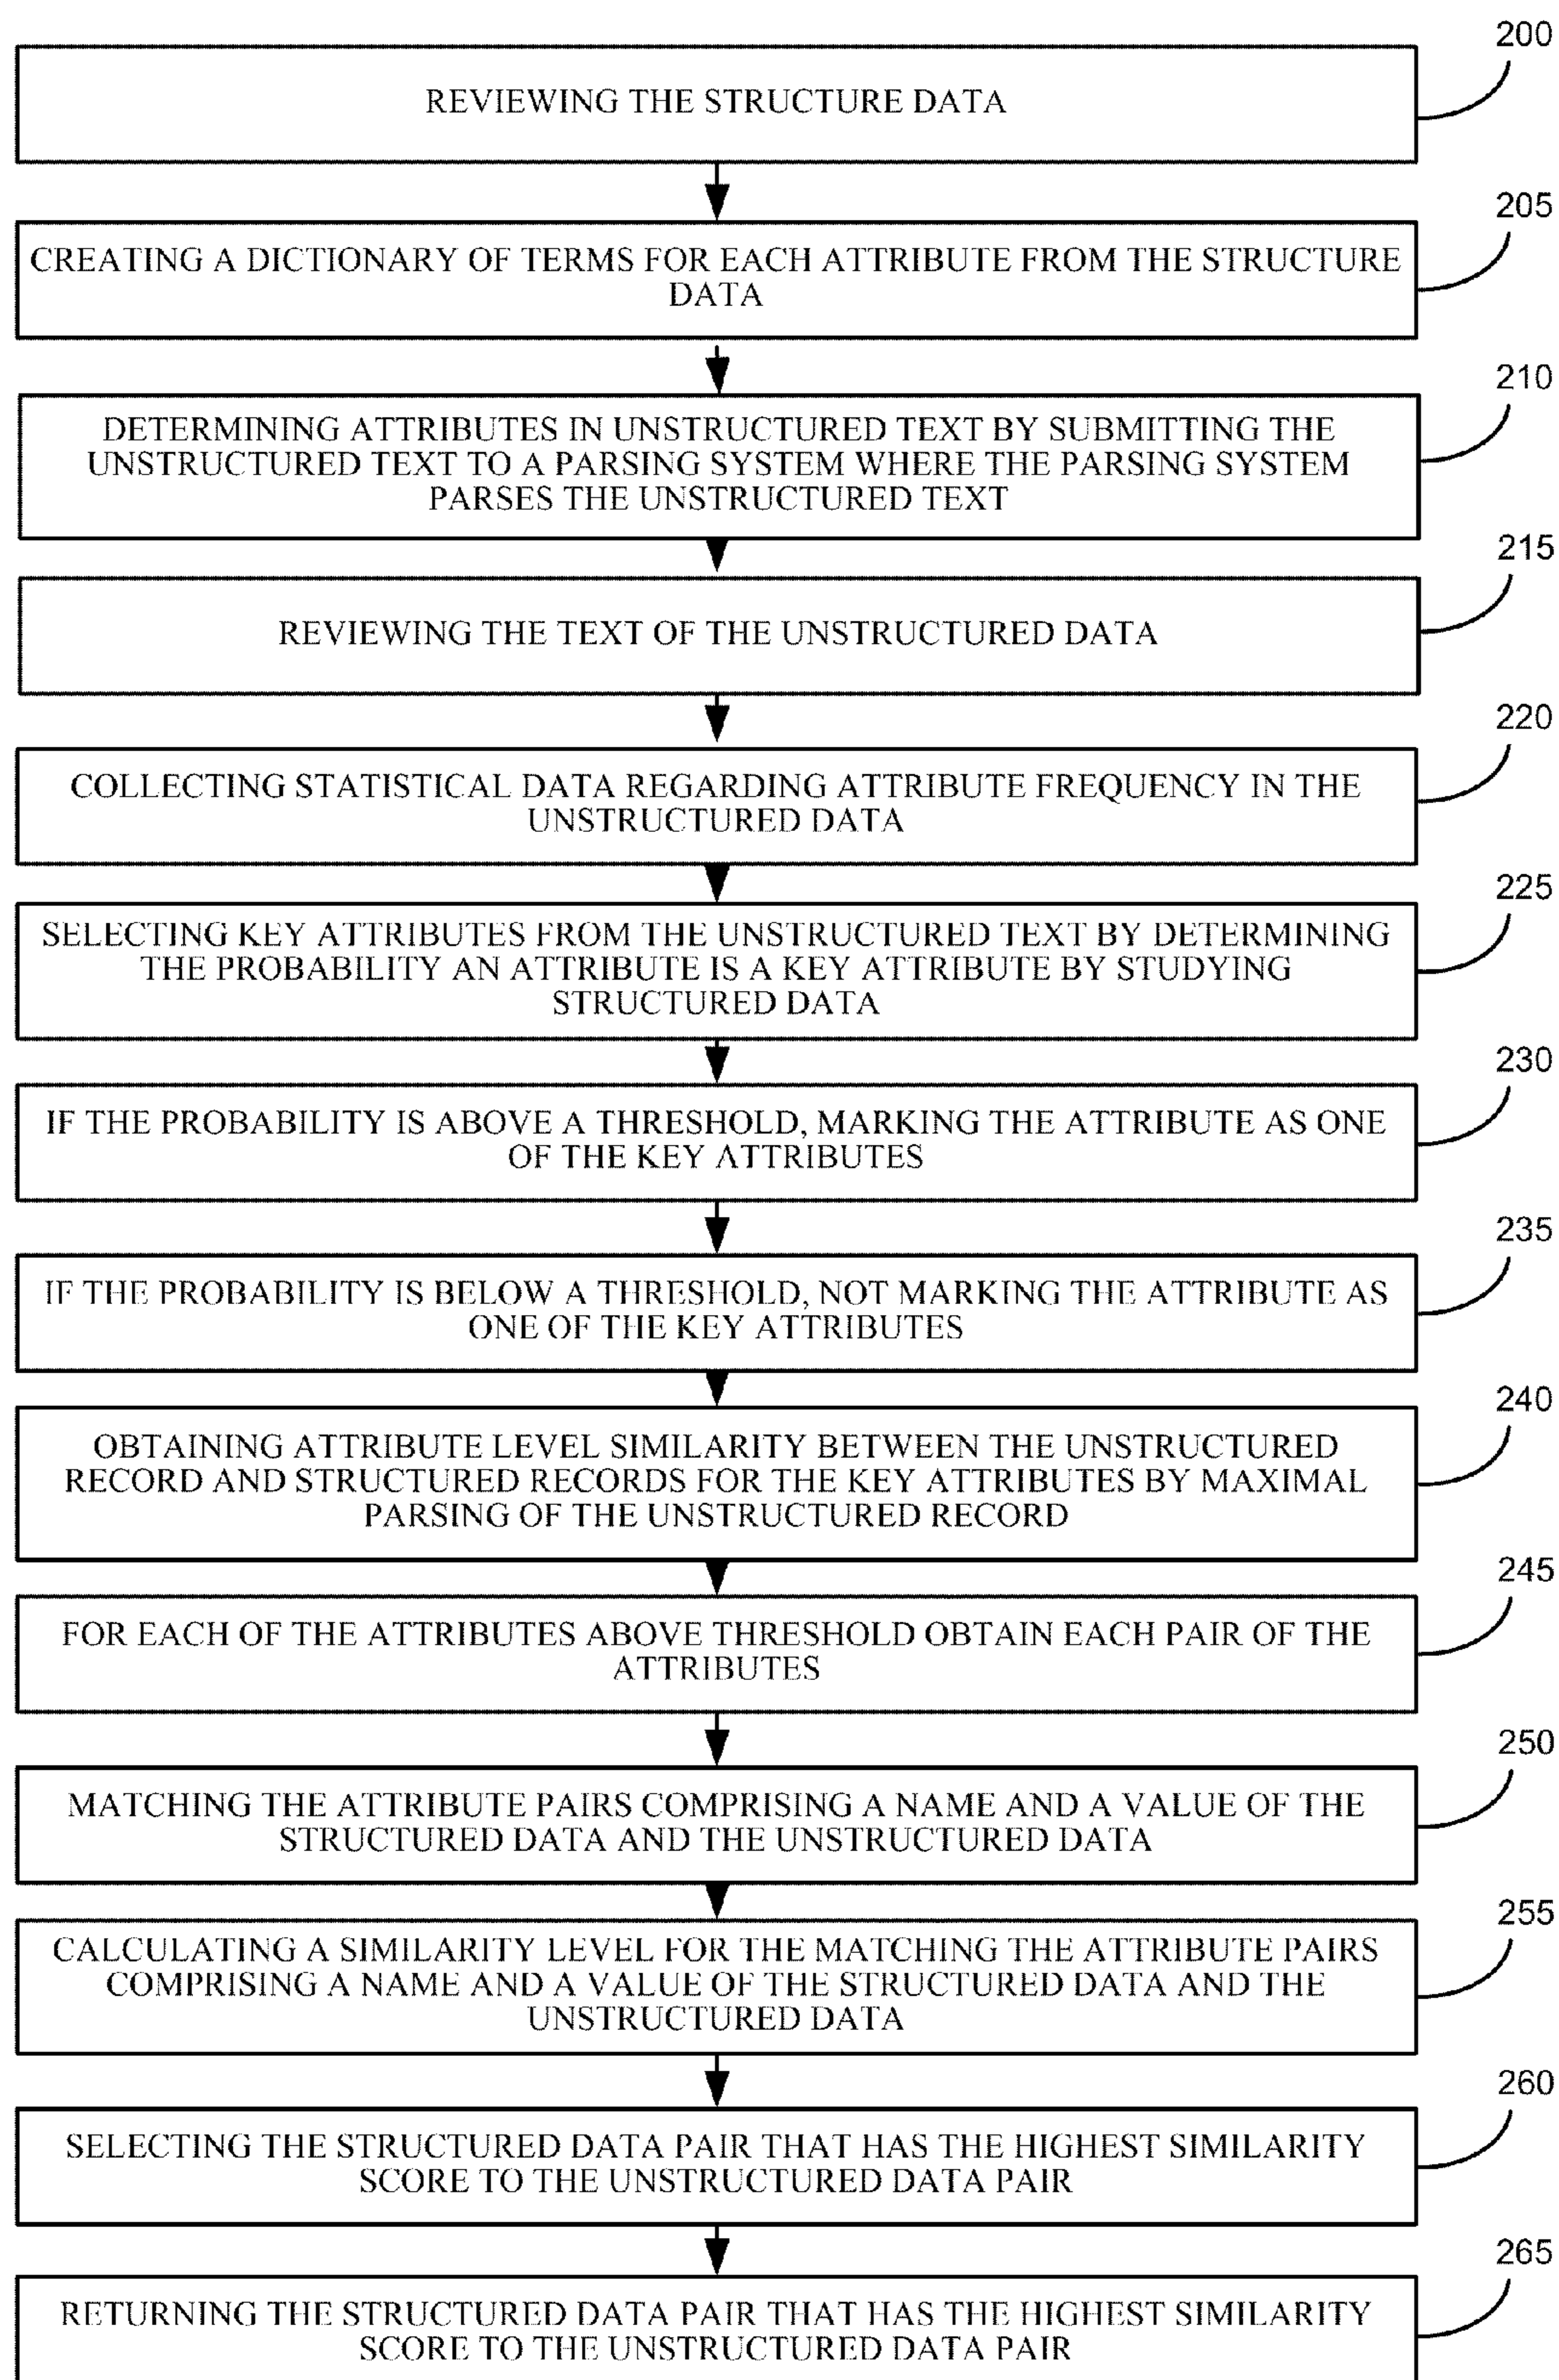 200
REVIEWING THE STRUCTURE DATA
205
CREATING A DICTIONARY OF TERMS FOR EACH ATTRIBUTE FROM THE STRUCTURE
DATA
210
DETERMINING ATTRIBUTES IN UNSTRUCTURED TEXT BY SUBMITTING THE
UNSTRUCTURED TEXT TO A PARSING SYSTEM WHERE THE PARSING SYSTEM
PARSES THE UNSTRUCTURED TEXT
215
REVIEWING THE TEXT OF THE UNSTRUCTURED DATA
220
COLLECTING STATISTICAL DATA REGARDING ATTRIBUTE FREQUENCY IN THE
UNSTRUCTURED DATA
225
SELECTING KEY ATTRIBUTES FROM THE UNSTRUCTURED TEXT BY DETERMINING
THE PROBABILITY AN ATTRIBUTE IS A KEY ATTRIBUTE BY STUDYING
STRUCTURED DATA
230
IF THE PROBABILITY IS ABOVE A THRESHOLD, MARKING THE ATTRIBUTE AS ONE
OF THE KEY ATTRIBUTES
235
IF THE PROBABILITY IS BELOW A THRESHOLD, NOT MARKING THE ATTRIBUTE AS
ONE OF THE KEY ATTRIBUTES
240
OBTAINING ATTRIBUTE LEVEL SIMILARITY BETWEEN THE UNSTRUCTURED
RECORD AND STRUCTURED RECORDS FOR THE KEY ATTRIBUTES BY MAXIMAL
PARSING OF THE UNSTRUCTURED RECORD
245
FOR EACH OF THE ATTRIBUTES ABOVE THRESHOLD OBTAIN EACH PAIR OF THE
ATTRIBUTES
250
MATCHING THE ATTRIBUTE PAIRS COMPRISING A NAME AND A VALUE OF THE
STRUCTURED DATA AND THE UNSTRUCTURED DATA
255
CALCULATING A SIMILARITY LEVEL FOR THE MATCHING THE ATTRIBUTE PAIRS
COMPRISING A NAME AND A VALUE OF THE STRUCTURED DATA AND THE
UNSTRUCTURED DATA
260
SELECTING THE STRUCTURED DATA PAIR THAT HAS THE HIGHEST SIMILARITY
SCORE TO THE UNSTRUCTURED DATA PAIR
265
RETURNING THE STRUCTURED DATA PAIR THAT HAS THE HIGHEST SIMILARITY
SCORE TO THE UNSTRUCTURED DATA PAIR